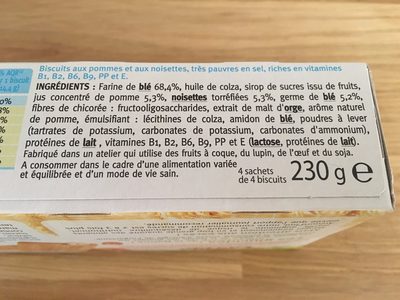 Biscuits aux pommes et aux noisettes, très pauvres en sel, riches en vitamines
B1, B2, B6, B9, PP et E.
INGRÉDIENTS : Farine de blé 68,4%, huile de colza, sirop de sucre issu de fruits,
jus concentré de pomme 5,3%, noisettes torréfiées 5,3%, germe de blé 5,2%,
fibres de chicorée : fructooligosaccharides, extrait de malt d'orge, arôme naturel
de pomme, émulsifiant : lécithines de colza, amidon de blé, poudres à lever
(tartrates de potassium, carbonates de potassium, carbonates d'ammonium),
protéines de lait , vitamines B1, B2, B6, B9, PP et E (lactose, protéines de lait).
Fabriqué dans un atelier qui utilise des fruits à coque, du lupin, de l'œuf et du soja.
A consommer dans le cadre d'une alimentation variée
et équilibrée et d'un mode de vie sain.
4 sachets
de 4 biscuits
230 g e